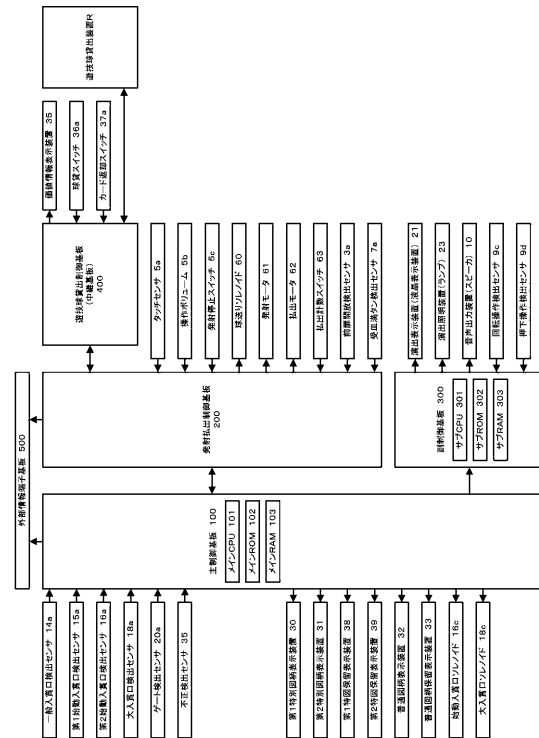 外部情報端子基板 500
一般入賞口検出センサ 14a
第1始動入賞口検出センサ 15a
第2始動入賞口検出センサ 16a
大入賞口検出センサ 18a
ゲート検出センサ 20a
不正検出センサ 35
第1特別図柄表示装置 30
第2特別図柄表示装置 31
第1特図保留表示装置 38
第2特図保留表示装置 39
普通図柄表示装置 32
普通図柄保留表示装置 33
始動入賞口ソレノイド 16c
大入賞口ソレノイド 18c
主制御基板 100
メインCPU 101
メインROM 102
メインRAM 103
発射払出制御基板
200
副制御基板 300
サブCPU 301
サブROM 302
サブRAM 303
遊技球貸出制御基板
(中継基板)
400
タッチセンサ 5a
操作ボリューム 5b
発射停止スイッチ 5c
球送りソレノイド 60
発射モータ 61
払出モータ 62
払出計数スイッチ 63
前扉開放検出センサ 3a
受皿満タン検出センサ 7a
演出表示装置(液晶表示装置) 21
演出照明装置(ランプ) 23
音声出力装置(スピーカ) 10
回転操作検出センサ 9c
押下操作検出センサ 9d
価値情報表示装置 35
球貸スイッチ 36a
カード返却スイッチ 37a
遊技球貸出装置R